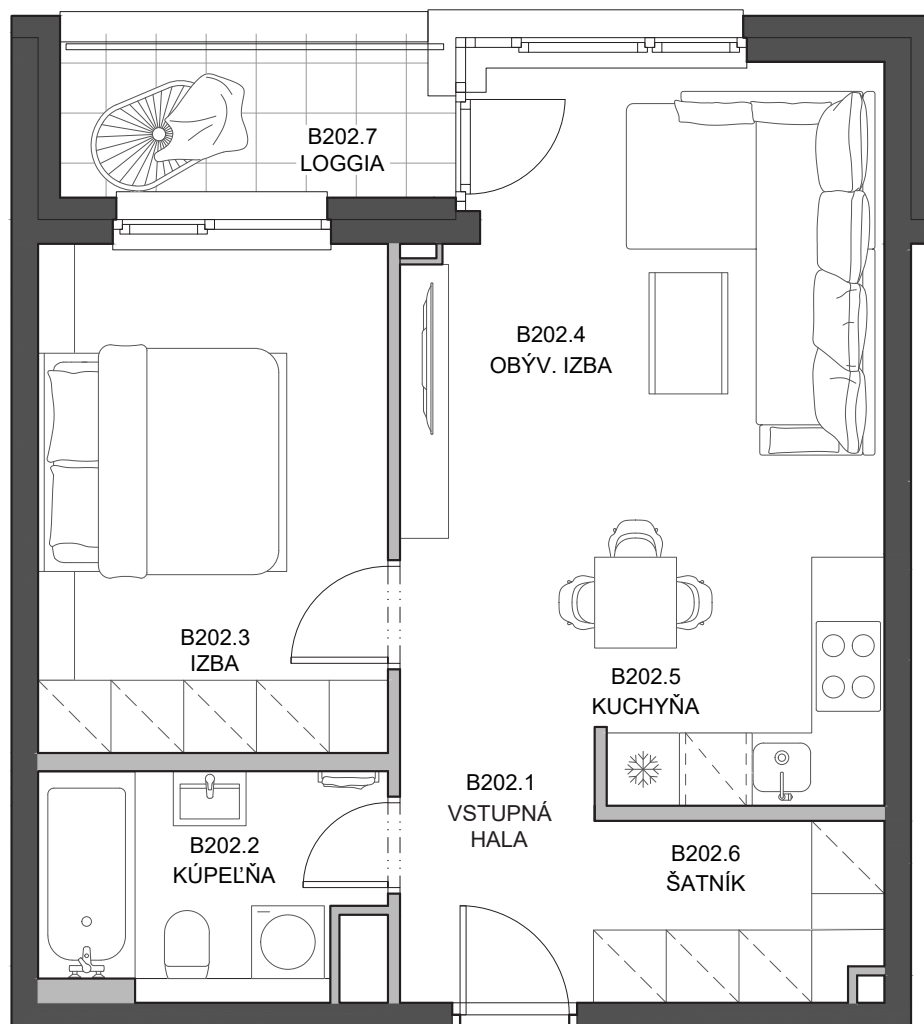 B202.7
LOGGIA
B202.4
OBÝV. IZBA
B202.3
IZBA
B202.5
KUCHYŇA
B202.1
VSTUPNÁ
HALA
B202.2
KÚPEĽŇA
B202.6
ŠATNÍK